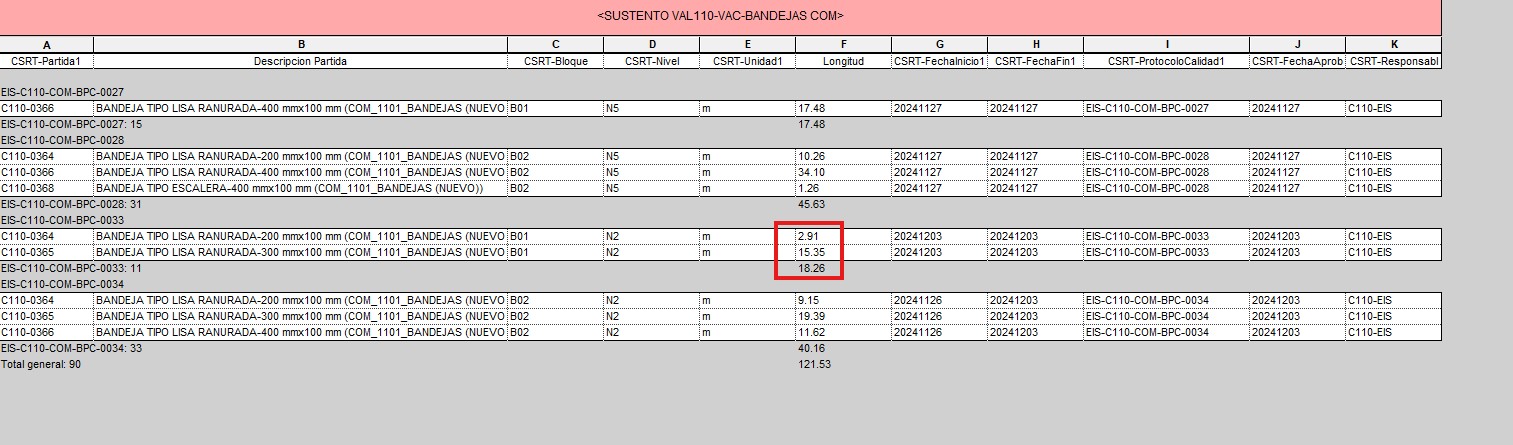 <SUSTENTO VAL110-VAC-BANDEJAS COM>
A B C D E F G H I J K
CSRT-Partida1 Descripcion Partida CSRT-Bloque CSRT-Nivel CSRT-Unidad1 Longitud CSRT-FechaInicio1 CSRT-FechaFin1 CSRT-ProtocoloCalidad1 CSRT-FechaAprob CSRT-Responsabl
EIS-C110-COM-BPC-0027
C110-0366 BANDEJA TIPO LISA RANURADA-400 mmx100 mm (COM_1101_BANDEJAS (NUEVO B01 N5 m 17.48 20241127 20241127 EIS-C110-COM-BPC-0027 20241127 C110-EIS
EIS-C110-COM-BPC-0027: 15 17.48
EIS-C110-COM-BPC-0028
C110-0364 BANDEJA TIPO LISA RANURADA-200 mmx100 mm (COM_1101_BANDEJAS (NUEVO B02 N5 m 10.26 20241127 20241127 EIS-C110-COM-BPC-0028 20241127 C110-EIS
C110-0366 BANDEJA TIPO LISA RANURADA-400 mmx100 mm (COM_1101_BANDEJAS (NUEVO B02 N5 m 34.10 20241127 20241127 EIS-C110-COM-BPC-0028 20241127 C110-EIS
C110-0368 BANDEJA TIPO ESCALERA-400 mmx100 mm (COM_1101_BANDEJAS (NUEVO)) B02 N5 m 1.26 20241127 20241127 EIS-C110-COM-BPC-0028 20241127 C110-EIS
EIS-C110-COM-BPC-0028: 31 45.63
EIS-C110-COM-BPC-0033
C110-0364 BANDEJA TIPO LISA RANURADA-200 mmx100 mm (COM_1101_BANDEJAS (NUEVO B01 N2 m 2.91 20241203 20241203 EIS-C110-COM-BPC-0033 20241203 C110-EIS
C110-0365 BANDEJA TIPO LISA RANURADA-300 mmx100 mm (COM_1101_BANDEJAS (NUEVO B01 N2 m 15.35 20241203 20241203 EIS-C110-COM-BPC-0033 20241203 C110-EIS
EIS-C110-COM-BPC-0033: 11 18.26
EIS-C110-COM-BPC-0034
C110-0364 BANDEJA TIPO LISA RANURADA-200 mmx100 mm (COM_1101_BANDEJAS (NUEVO B02 N2 m 9.15 20241126 20241203 EIS-C110-COM-BPC-0034 20241203 C110-EIS
C110-0365 BANDEJA TIPO LISA RANURADA-300 mmx100 mm (COM_1101_BANDEJAS (NUEVO B02 N2 m 19.39 20241126 20241203 EIS-C110-COM-BPC-0034 20241203 C110-EIS
C110-0366 BANDEJA TIPO LISA RANURADA-400 mmx100 mm (COM_1101_BANDEJAS (NUEVO B02 N2 m 11.62 20241126 20241203 EIS-C110-COM-BPC-0034 20241203 C110-EIS
EIS-C110-COM-BPC-0034: 33 40.16
Total general: 90 121.53